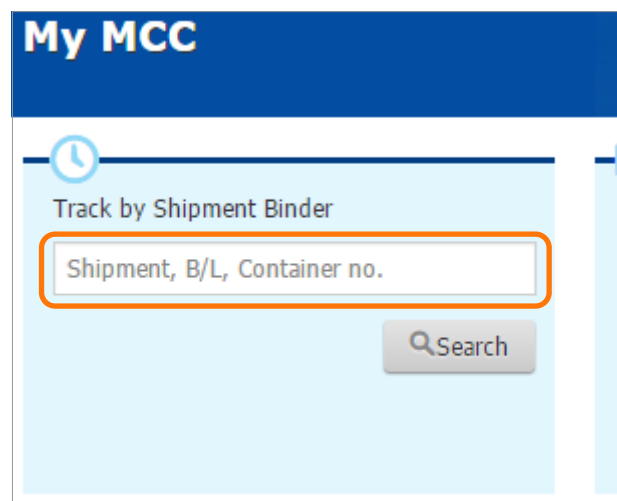 My MCC
Track by Shipment Binder
Shipment, B/L, Container no.
Search